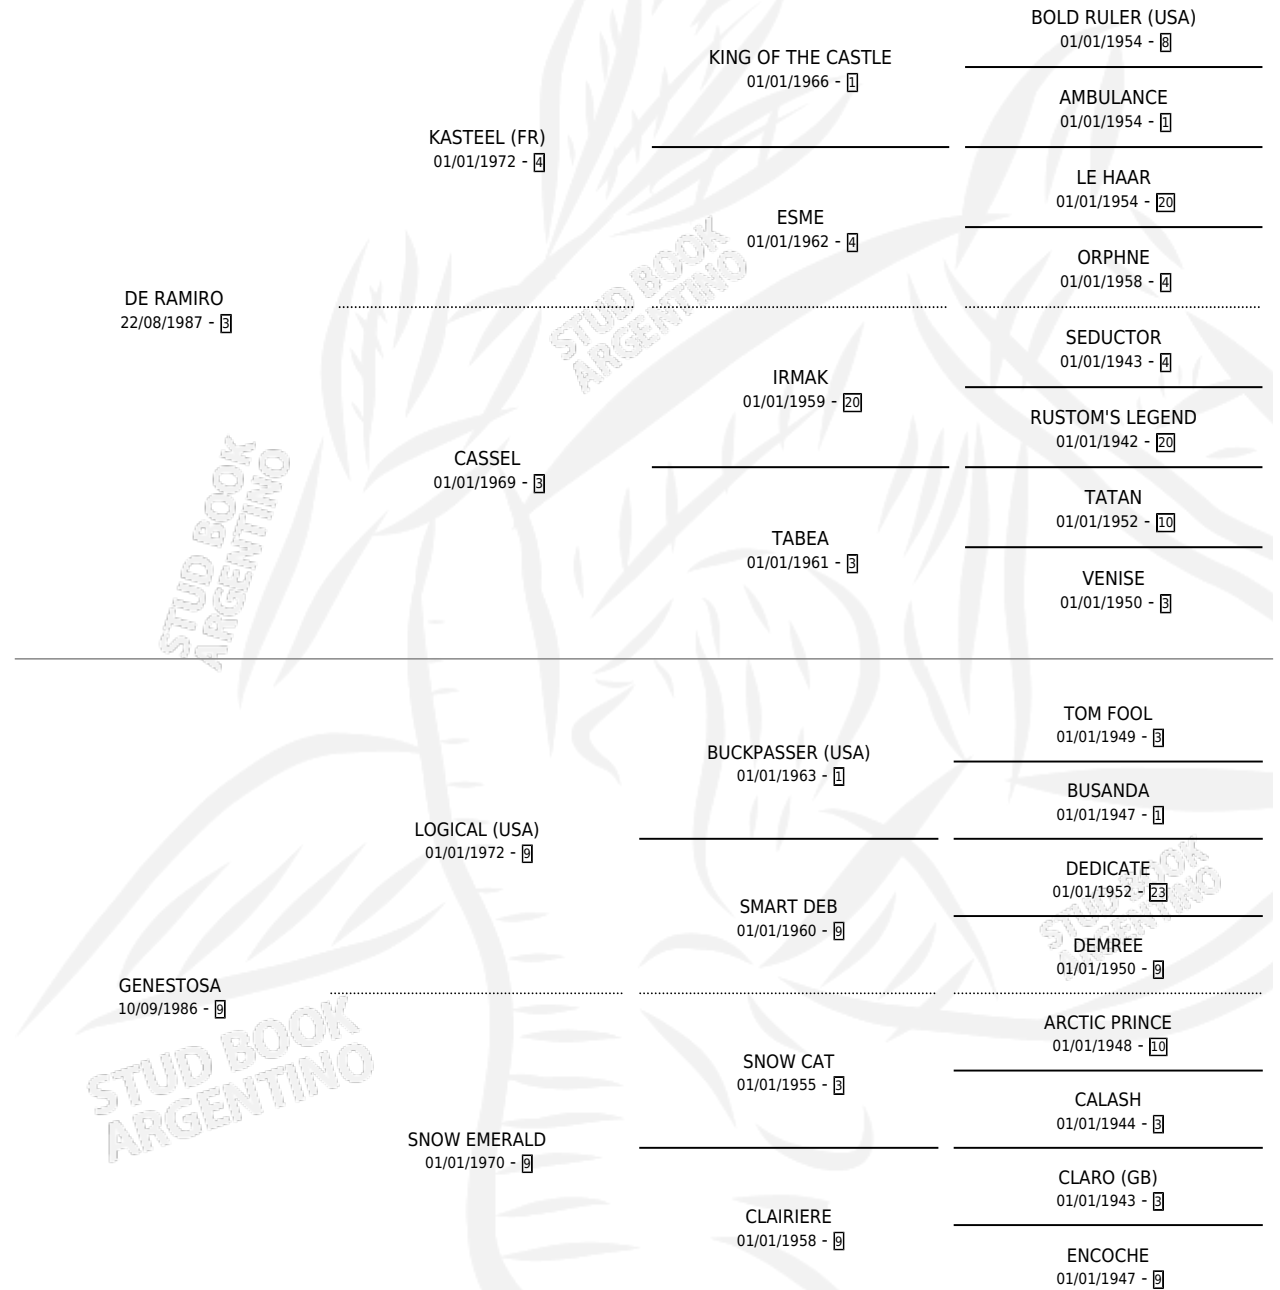 BOLD RULER (USA)
01/01/1954 - 8
KING OF THE CASTLE
01/01/1966 - 1
AMBULANCE
01/01/1954 - 1
KASTEEL (FR)
01/01/1972 - 4
LE HAAR
01/01/1954 - 20
ESME
01/01/1962 - 4
ORPHNE
01/01/1958 - 4
DE RAMIRO
22/08/1987 - 3
SEDUCTOR
01/01/1943 - 4
IRMAK
01/01/1959 - 20
RUSTOM'S LEGEND
01/01/1942 - 20
CASSEL
01/01/1969 - 3
TATAN
01/01/1952 - 10
TABEA
01/01/1961 - 3
VENISE
01/01/1950 - 3
STUD BOOK
ARGENTINO
STUD BOOK
ARGENTINO
TOM FOOL
01/01/1949 - 3
BUCKPASSER (USA)
01/01/1963 - 1
BUSANDA
01/01/1947 - 1
LOGICAL (USA)
01/01/1972 - 9
DEDICATE
01/01/1952 - 23
SMART DEB
01/01/1960 - 9
DEMREE
01/01/1950 - 9
GENESTOSA
10/09/1986 - 9
ARCTIC PRINCE
01/01/1948 - 10
SNOW CAT
01/01/1955 - 3
CALASH
01/01/1944 - 3
SNOW EMERALD
01/01/1970 - 9
CLARO (GB)
01/01/1943 - 3
CLAIRIERE
01/01/1958 - 9
ENCOCHE
01/01/1947 - 9
STUD BOOK
ARGENTINO
STUD BOOK
ARGENTINO